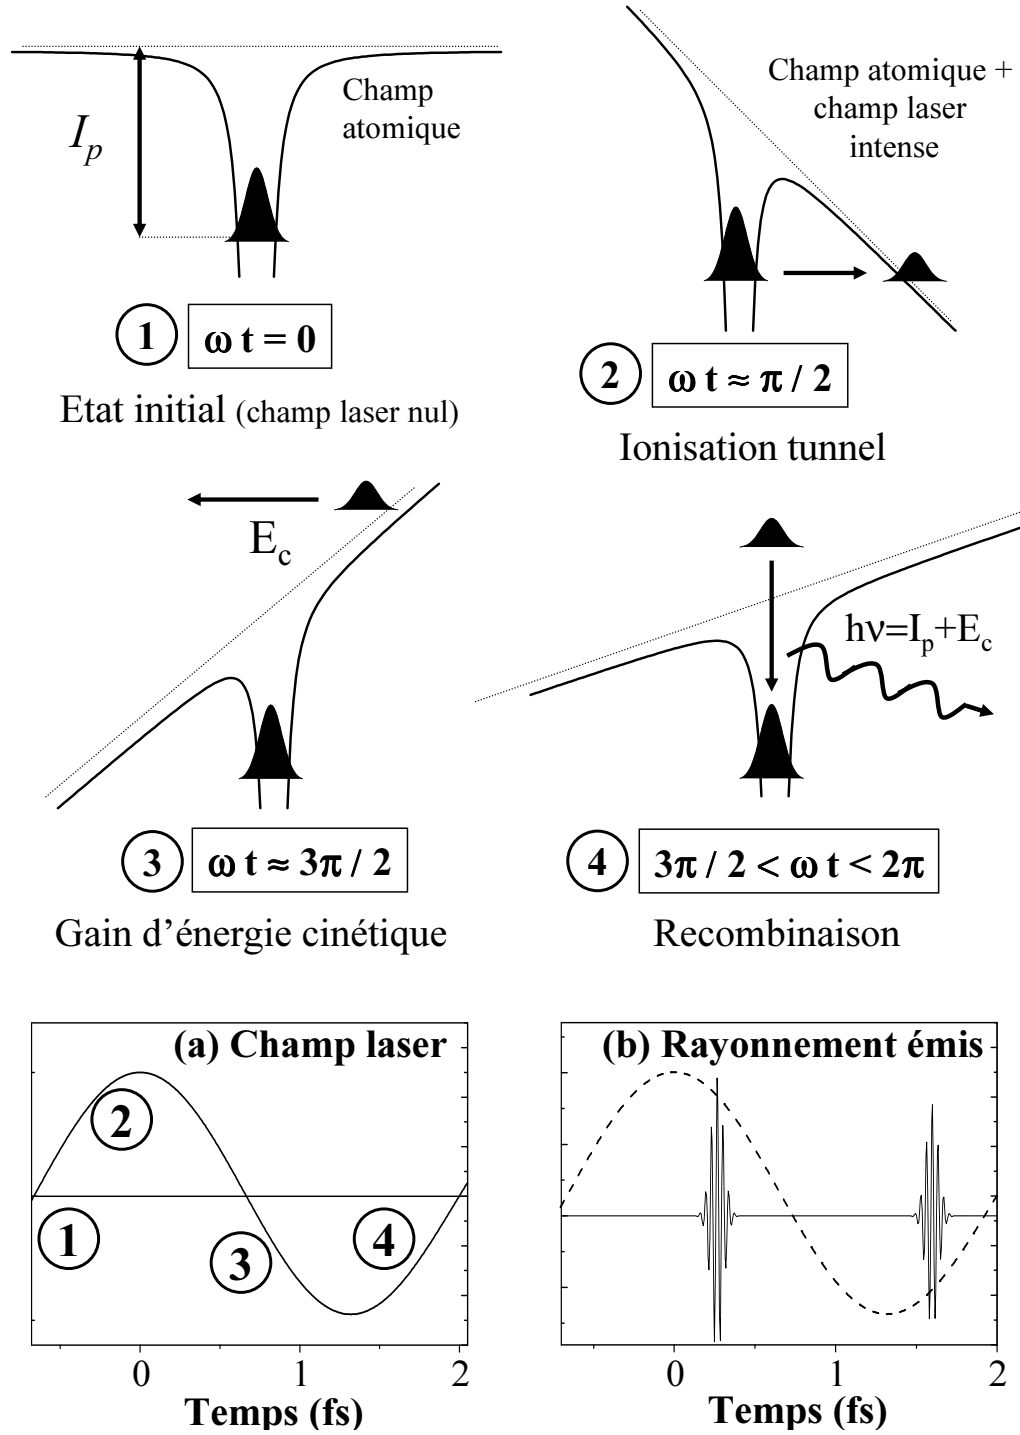 Champ
atomique
I_p
1 ω t = 0
Etat initial (champ laser nul)
Champ atomique +
champ laser
intense
2 ω t ≈ π / 2
Ionisation tunnel
E_c
3 ω t ≈ 3π / 2
Gain d’énergie cinétique
hν=I_p+E_c
4 3π / 2 < ω t < 2π
Recombinaison
(a) Champ laser
2
1
3
4
0 1 2
Temps (fs)
(b) Rayonnement émis
0 1 2
Temps (fs)